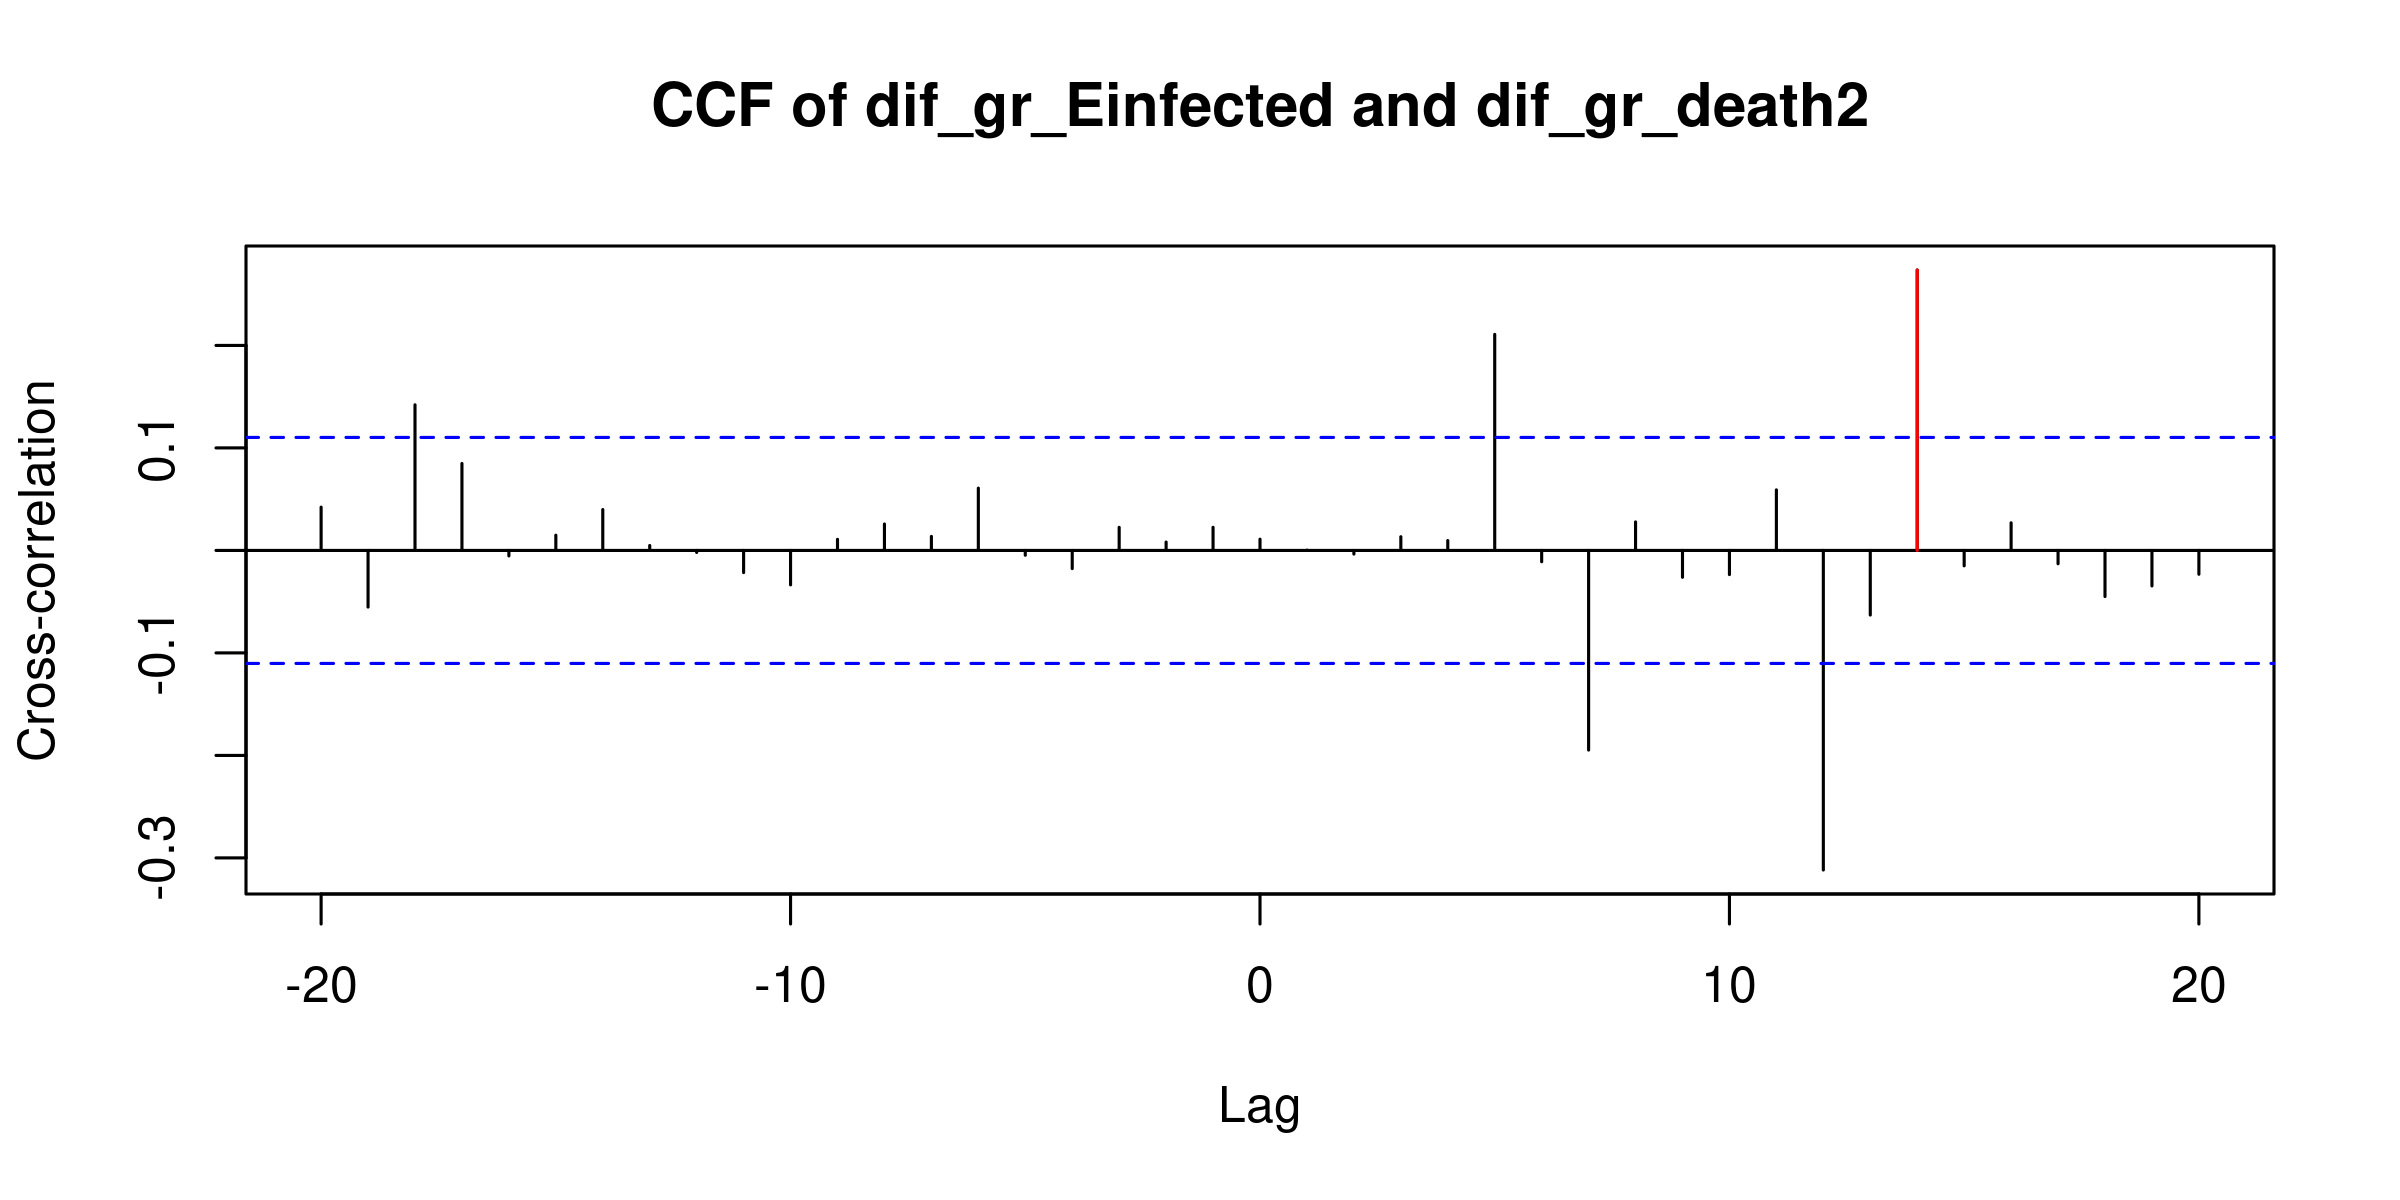 CCF of dif_gr_Einfected and dif_gr_death2
Cross-correlation
0.1
-0.1
-0.3
-20 -10 0 10 20
Lag